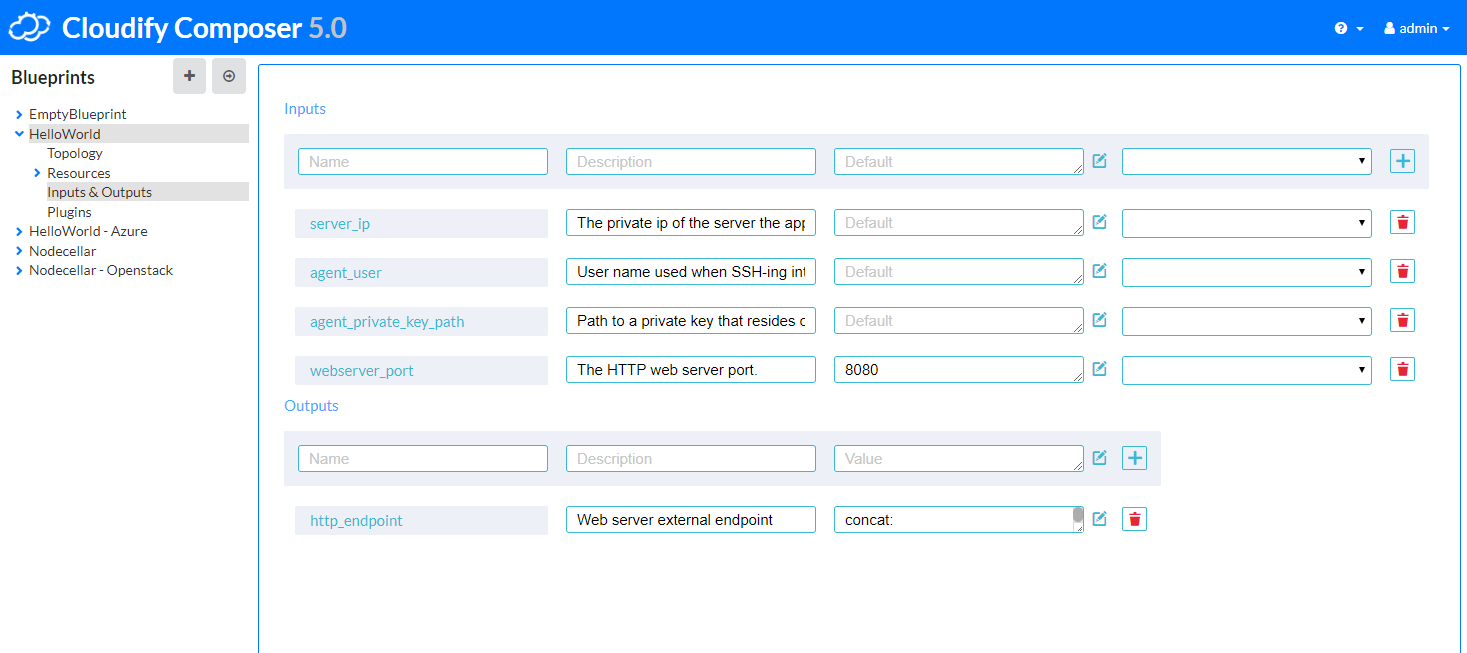 Cloudify Composer 5.0
admin
Blueprints
EmptyBlueprint
HelloWorld
Topology
Resources
Inputs & Outputs
Plugins
HelloWorld - Azure
Nodecellar
Nodecellar - Openstack
Inputs
Name Description Default
server_ip The private ip of the server the app Default
agent_user User name used when SSH-ing int Default
agent_private_key_path Path to a private key that resides o Default
webserver_port The HTTP web server port. 8080
Outputs
Name Description Value
http_endpoint Web server external endpoint concat: